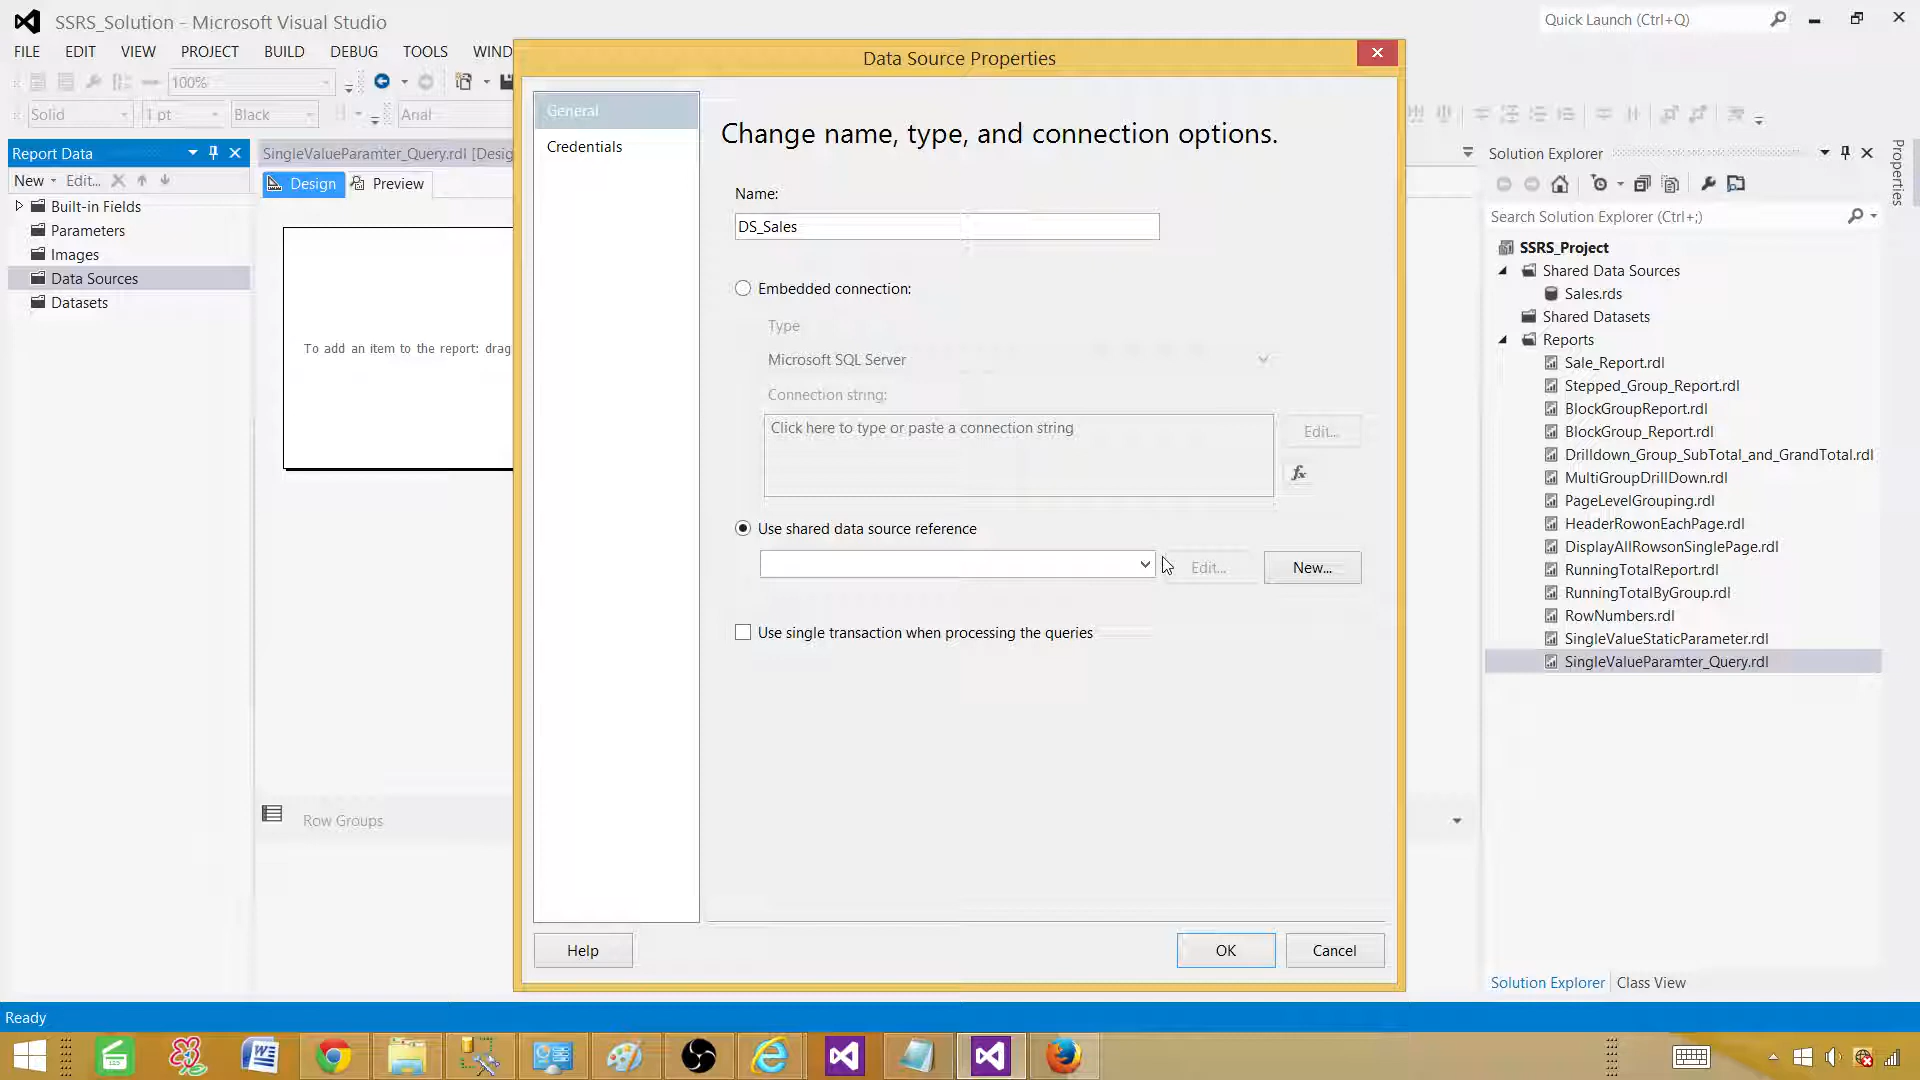 SSRS_Solution - Microsoft Visual Studio
Quick Launch (Ctrl+Q)
FILE EDIT VIEW PROJECT BUILD DEBUG TOOLS WIND
100%
Solid 1 pt Black Arial
Data Source Properties
General
Credentials
Change name, type, and connection options.
Name:
DS_Sales
Embedded connection:
Type
Microsoft SQL Server
Connection string:
Click here to type or paste a connection string
Edit...
fx
Use shared data source reference
Edit...
New...
Use single transaction when processing the queries
Help
OK
Cancel
Report Data
New Edit...
Built-in Fields
Parameters
Images
Data Sources
Datasets
SingleValueParamter_Query.rdl [Desig
Design
Preview
To add an item to the report: drag
Row Groups
Solution Explorer
Search Solution Explorer (Ctrl+;)
SSRS_Project
Shared Data Sources
Sales.rds
Shared Datasets
Reports
Sale_Report.rdl
Stepped_Group_Report.rdl
BlockGroupReport.rdl
BlockGroup_Report.rdl
Drilldown_Group_SubTotal_and_GrandTotal.rdl
MultiGroupDrillDown.rdl
PageLevelGrouping.rdl
HeaderRowonEachPage.rdl
DisplayAllRowsonSinglePage.rdl
RunningTotalReport.rdl
RunningTotalByGroup.rdl
RowNumbers.rdl
SingleValueStaticParameter.rdl
SingleValueParamter_Query.rdl
Solution Explorer
Class View
Properties
Ready